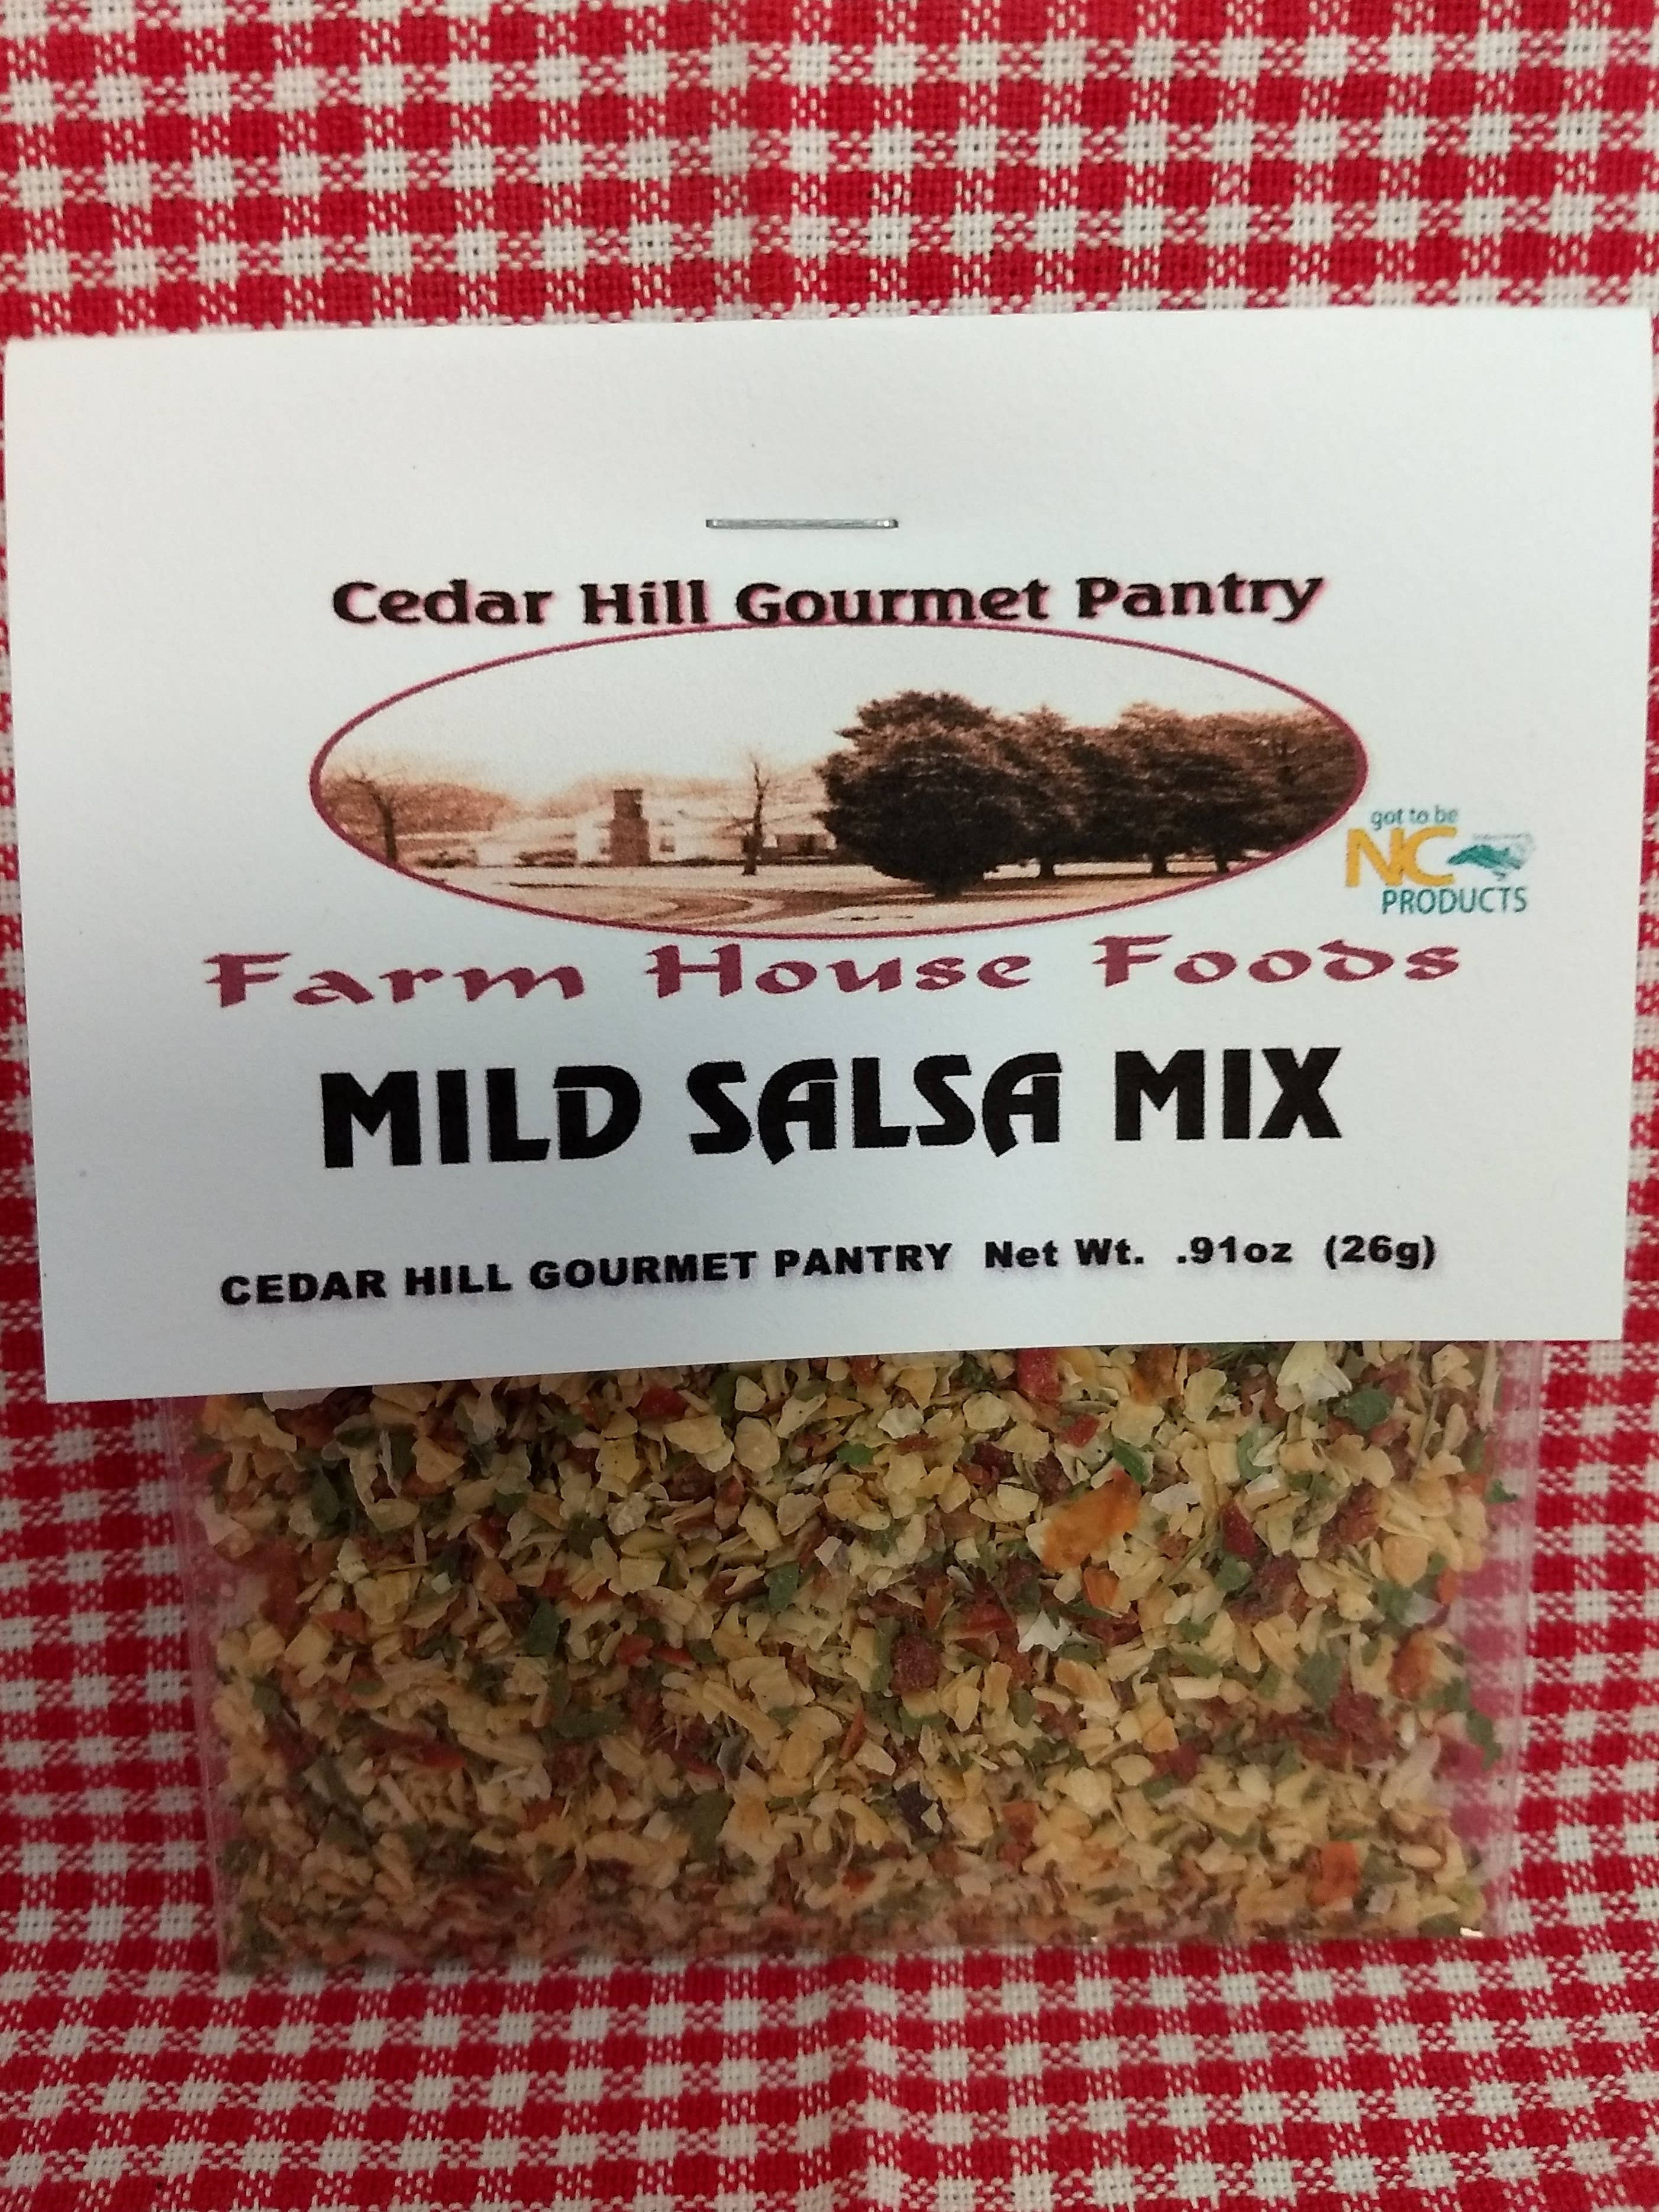 Cedar Hill Gourmet Pantry
got to be
NC
PRODUCTS
Farm House Foods
MILD SALSA MIX
CEDAR HILL GOURMET PANTRY Net Wt. .91oz (26g)